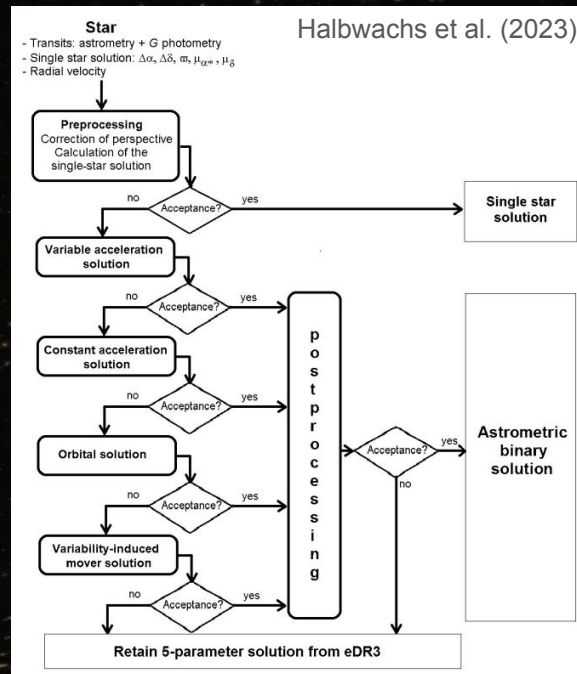 Halbwachs et al. (2023)
Star
- Transits: astrometry + G photometry
- Single star solution: Δα, Δδ, ϖ, μα*, μδ
- Radial velocity
Preprocessing
Correction of perspective
Calculation of the
single-star solution
no
Acceptance?
yes
Single star
solution
Variable acceleration
solution
no
Acceptance?
yes
Constant acceleration
solution
no
Acceptance?
yes
Orbital solution
no
Acceptance?
yes
Variability-induced
mover solution
no
Acceptance?
yes
p
o
s
t
p
r
o
c
e
s
s
i
n
g
Acceptance?
yes
no
Astrometric
binary
solution
Retain 5-parameter solution from eDR3